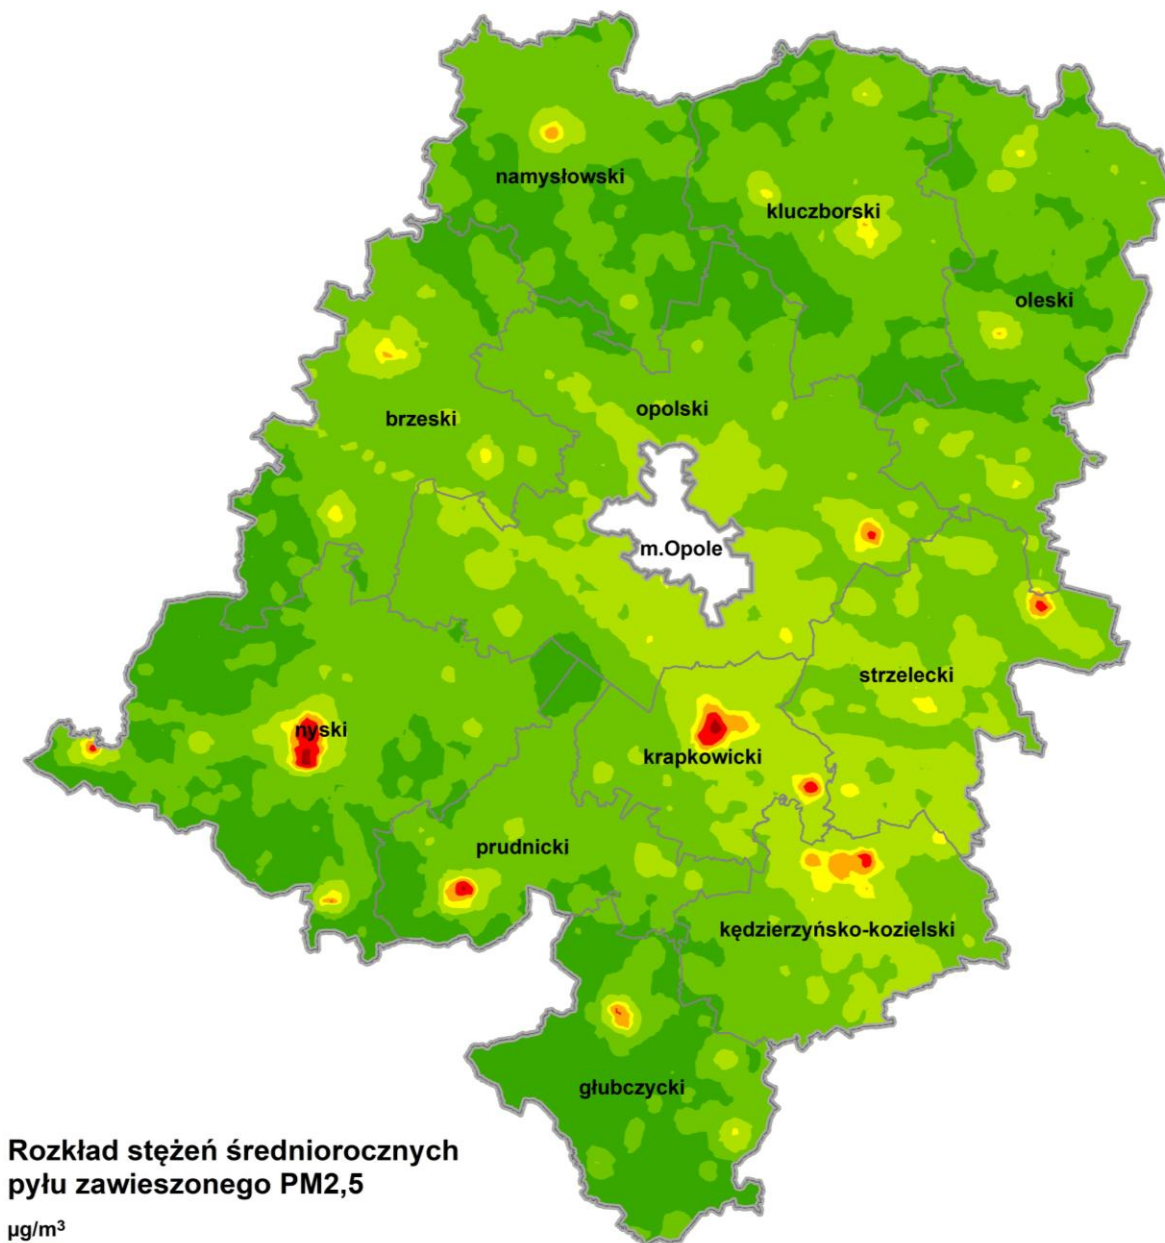 namysłowski
kluczborski
oleski
opolski
brzeski
m.Opole
strzelecki
nyski
krapkowicki
prudnicki
kędzierzyńsko-kozielski
głubczycki
Rozkład stężeń średniorocznych
pyłu zawieszonego PM2,5
µg/m³